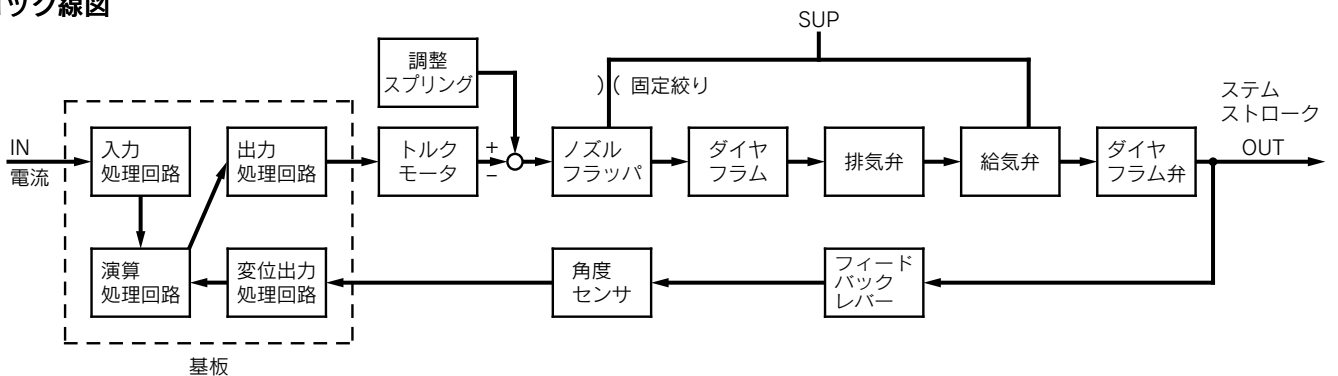 ック線図
SUP
調整
スプリング
)( 固定絞り
ステム
ストローク
IN
電流
入力
処理回路
出力
処理回路
トルク
モータ
+
−
ノズル
フラッパ
ダイヤ
フラム
排気弁
給気弁
ダイヤ
フラム弁
OUT
演算
処理回路
変位出力
処理回路
角度
センサ
フィード
バック
レバー
基板